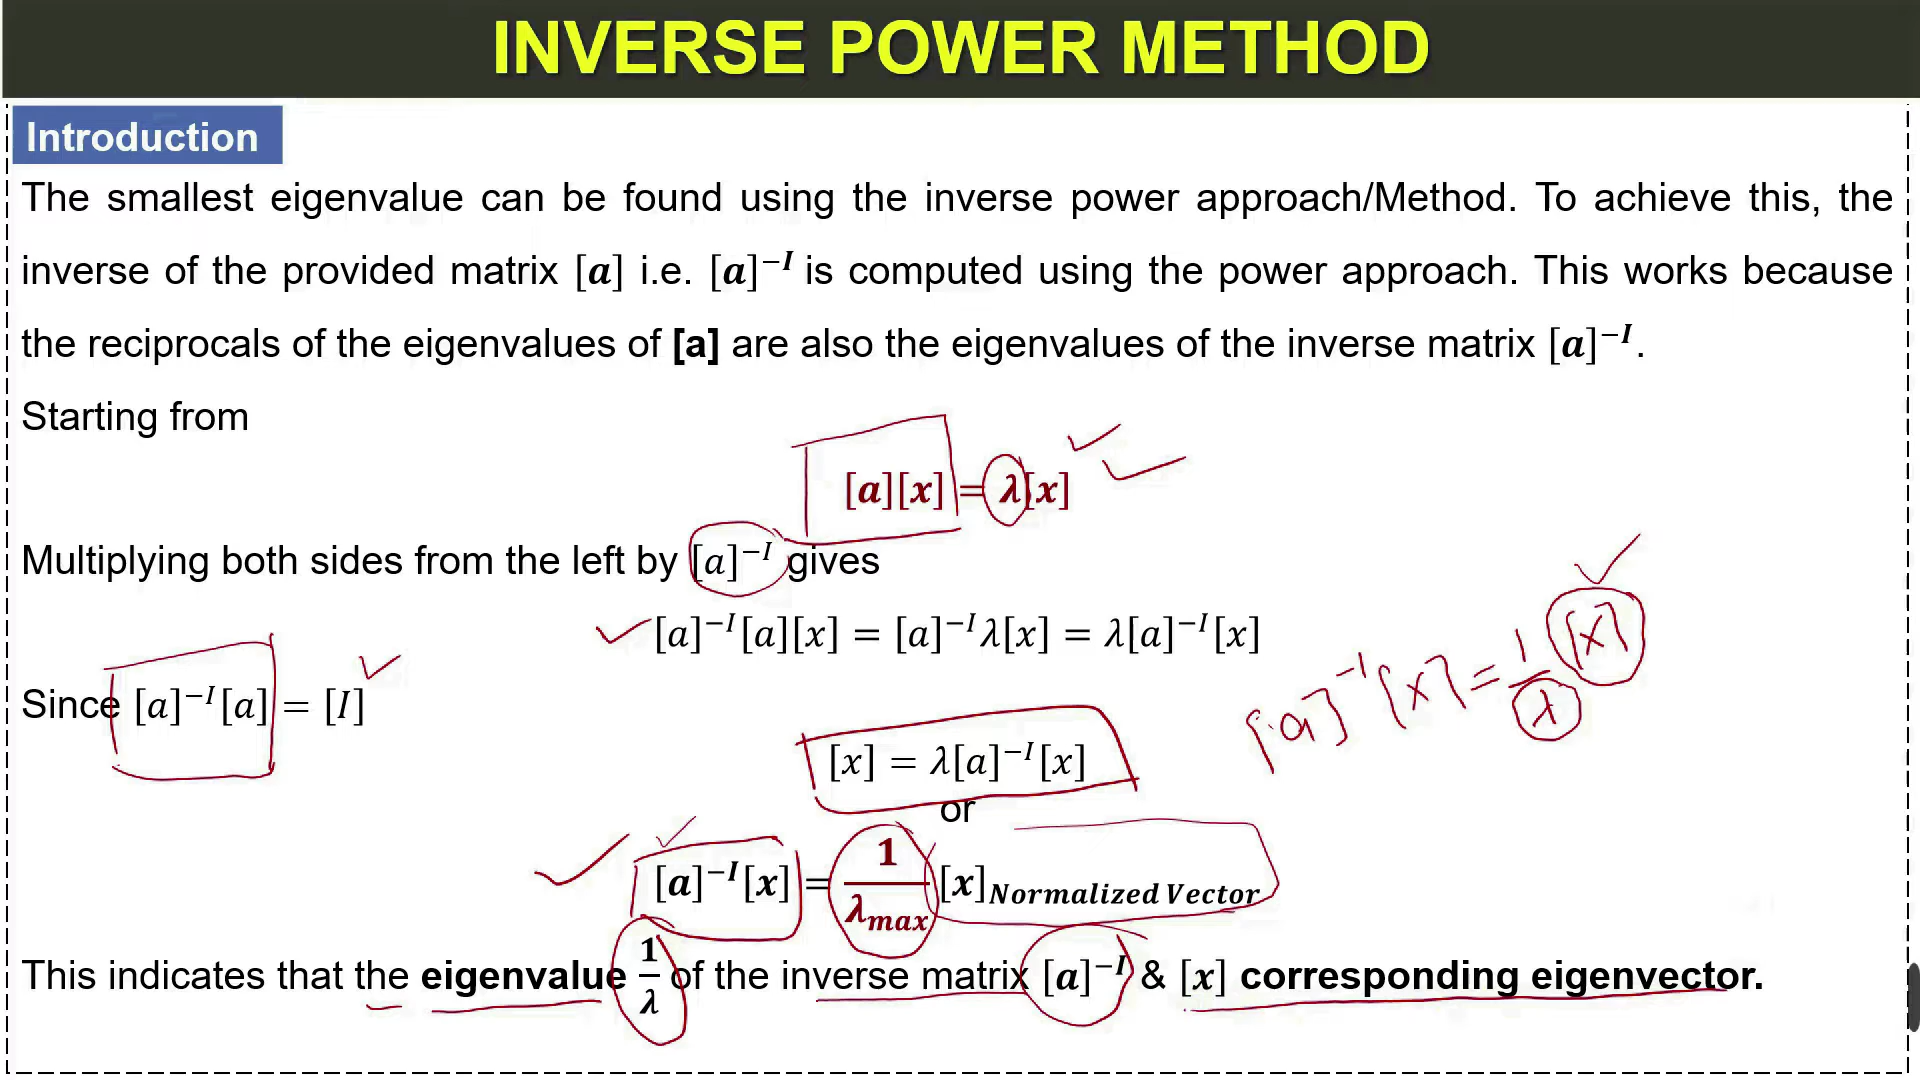 INVERSE POWER METHOD
Introduction
The smallest eigenvalue can be found using the inverse power approach/Method. To achieve this, the
inverse of the provided matrix [a] i.e. [a]⁻ᴵ is computed using the power approach. This works because
the reciprocals of the eigenvalues of [a] are also the eigenvalues of the inverse matrix [a]⁻ᴵ.
Starting from
[a][x] = λ[x]
Multiplying both sides from the left by [a]⁻ᴵ gives
[a]⁻ᴵ[a][x] = [a]⁻ᴵλ[x] = λ[a]⁻ᴵ[x]
Since [a]⁻ᴵ[a] = [I]
[a]⁻¹[x] = 1/λ [x]
[x] = λ[a]⁻ᴵ[x]
or
[a]⁻ᴵ[x] = 1/λmax [x]Normalized Vector
This indicates that the eigenvalue 1/λ of the inverse matrix [a]⁻ᴵ & [x] corresponding eigenvector.